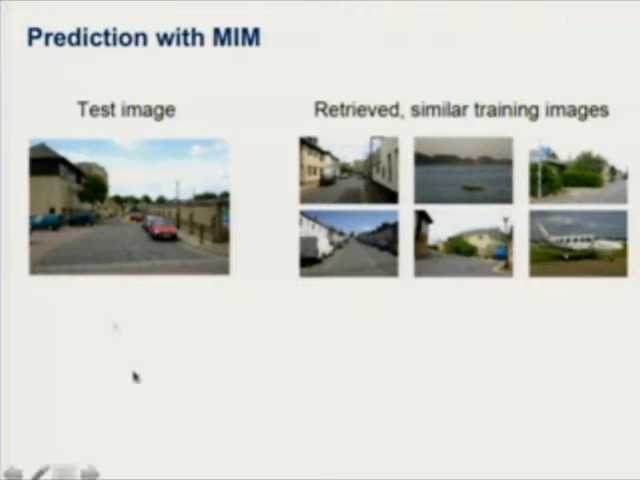 Prediction with MIM
Test image
Retrieved, similar training images